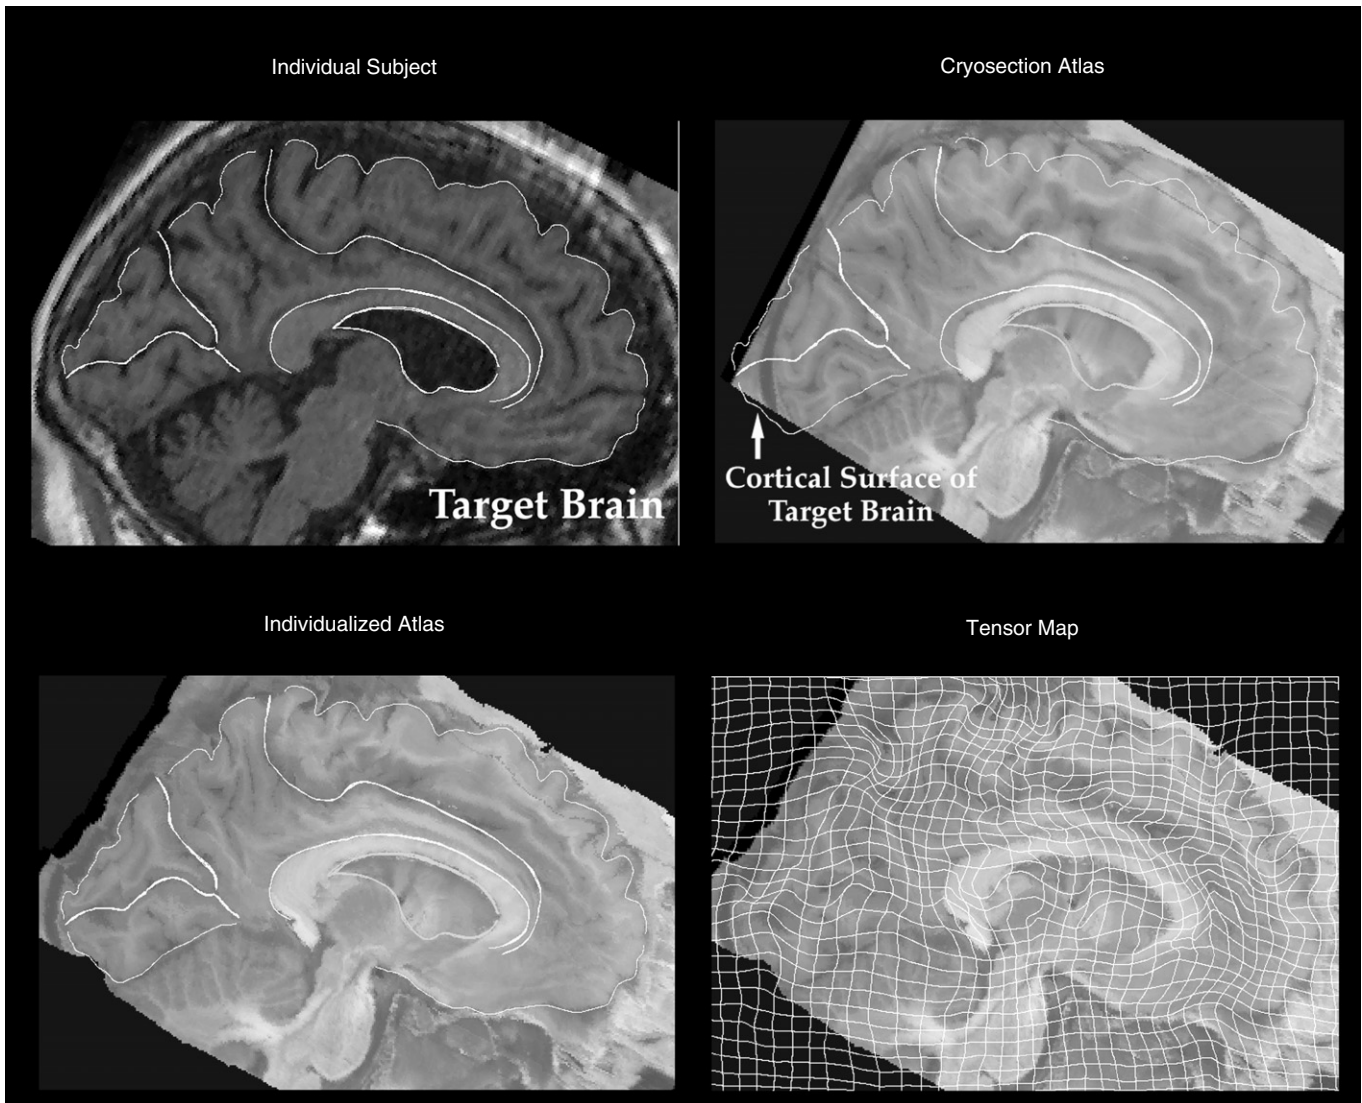 Individual Subject
Cryosection Atlas
Target Brain
Cortical Surface of
Target Brain
Individualized Atlas
Tensor Map